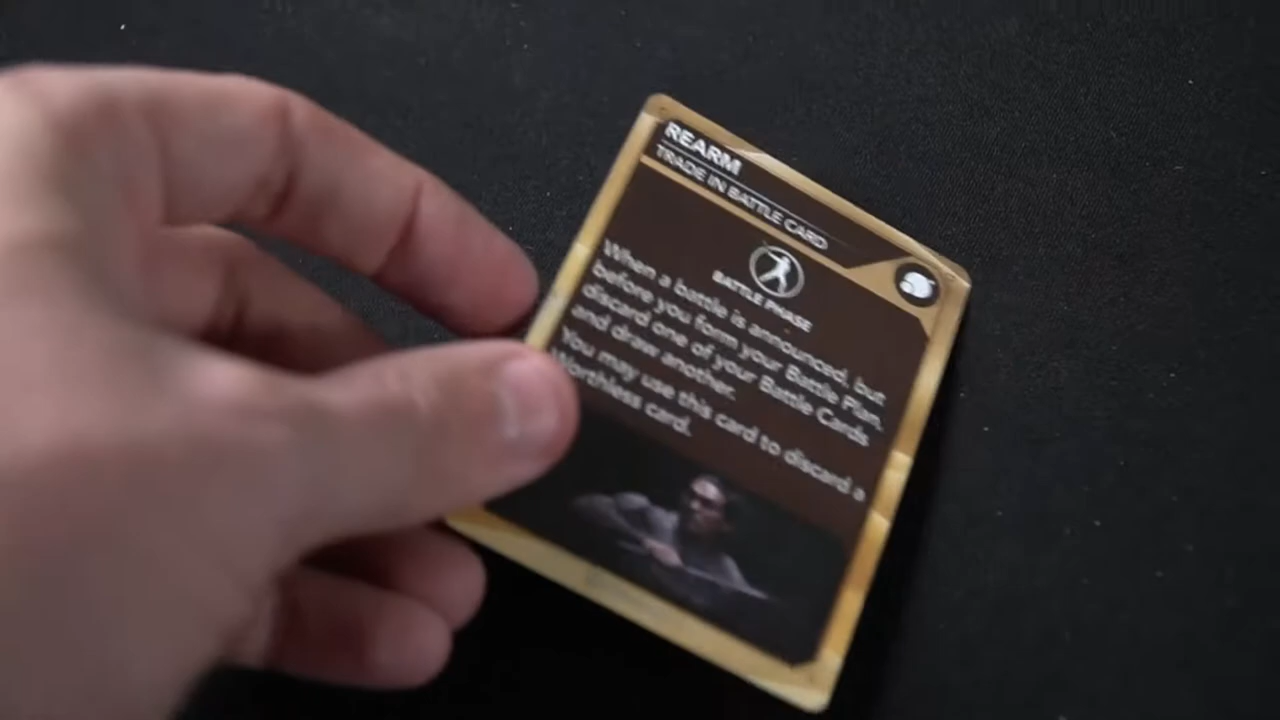 REARM
TRADE IN BATTLE CARD
BATTLE PHASE
When a battle is announced, but
before you form your Battle Plan,
discard one of your Battle Cards
and draw another.
You may use this card to discard a
Worthless card.